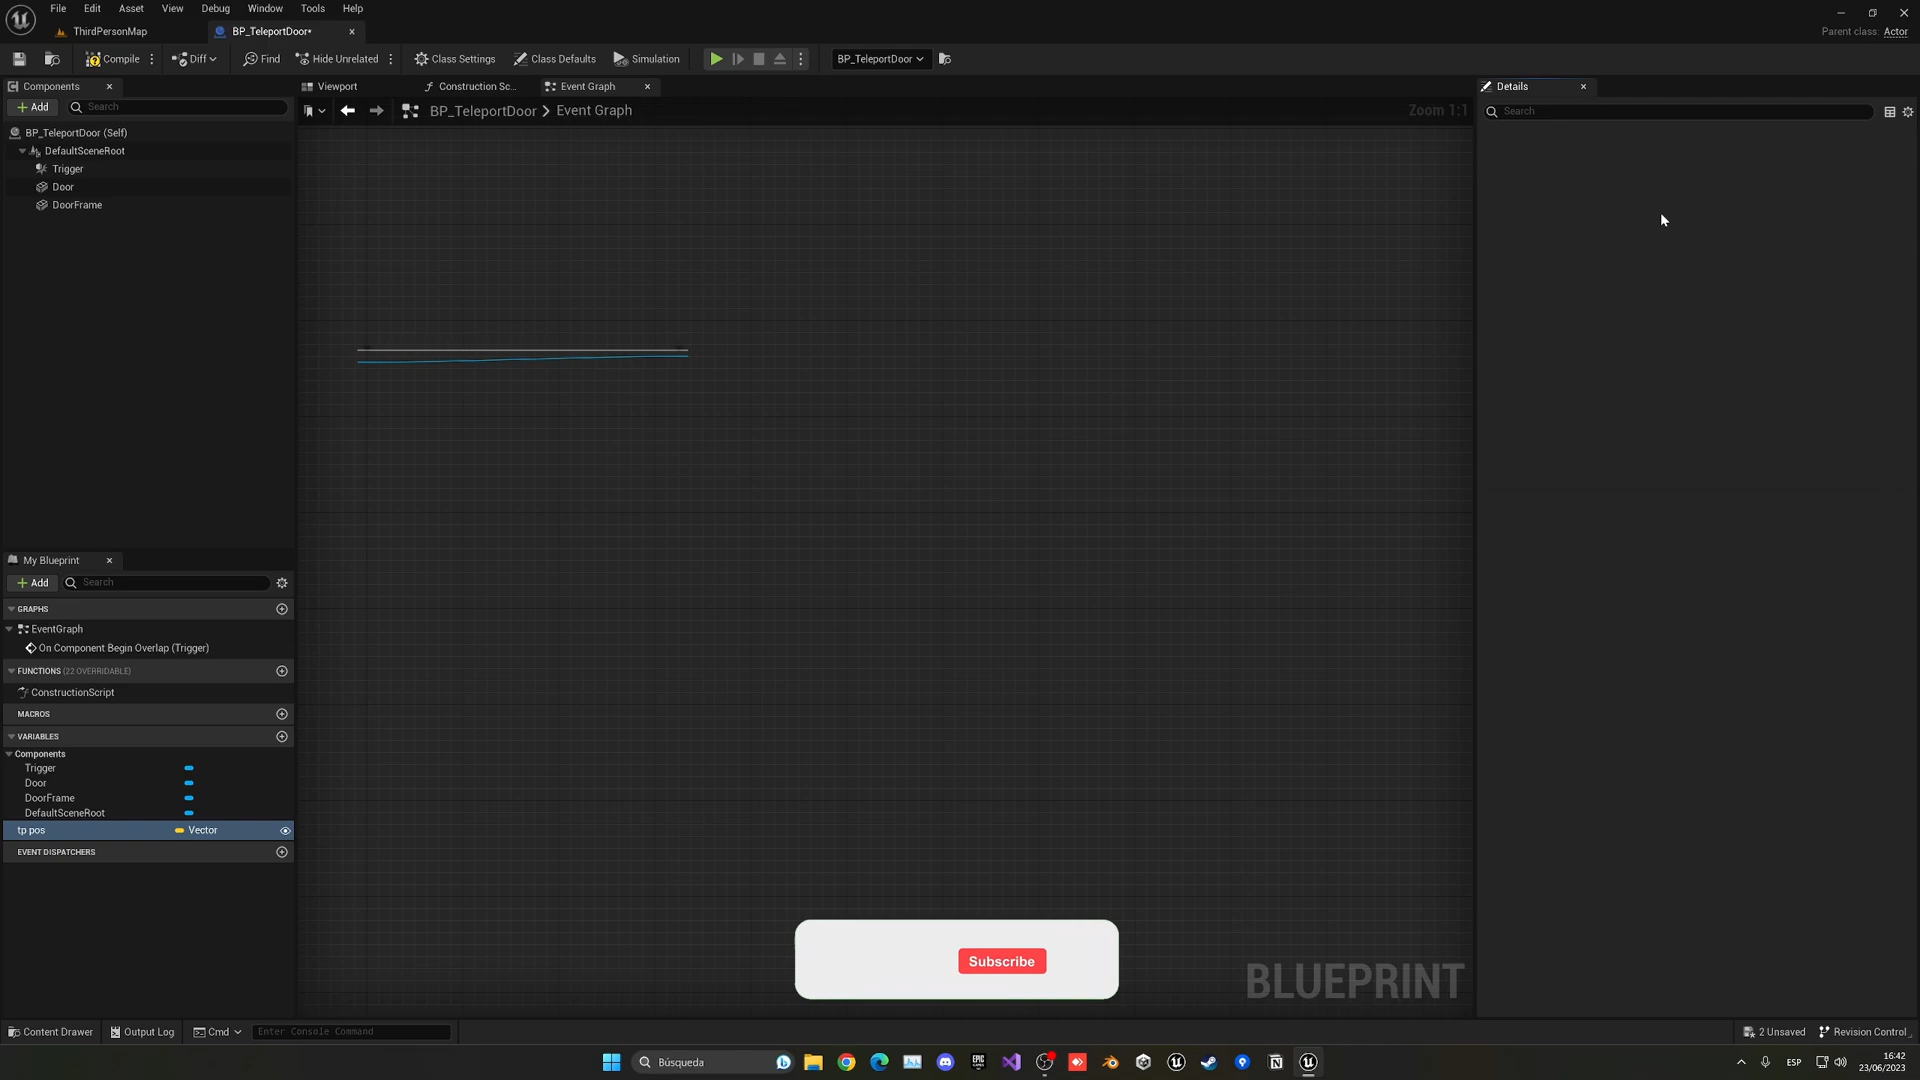 File Edit Asset View Debug Window Tools Help
ThirdPersonMap BP_TeleportDoor*
Parent class: Actor
Compile Diff Find Hide Unrelated Class Settings Class Defaults Simulation BP_TeleportDoor
Components
Viewport Construction Sc... Event Graph
Details
Add Search
BP_TeleportDoor > Event Graph
Zoom 1:1
Search
BP_TeleportDoor (Self)
DefaultSceneRoot
Trigger
Door
DoorFrame
My Blueprint
Add Search
GRAPHS
EventGraph
On Component Begin Overlap (Trigger)
FUNCTIONS (22 OVERRIDABLE)
ConstructionScript
MACROS
VARIABLES
Components
Trigger
Door
DoorFrame
DefaultSceneRoot
tp pos Vector
EVENT DISPATCHERS
Subscribe
BLUEPRINT
Content Drawer Output Log Cmd Enter Console Command
2 Unsaved Revision Control
Búsqueda
EPIC
ESP
16:42
23/06/2023